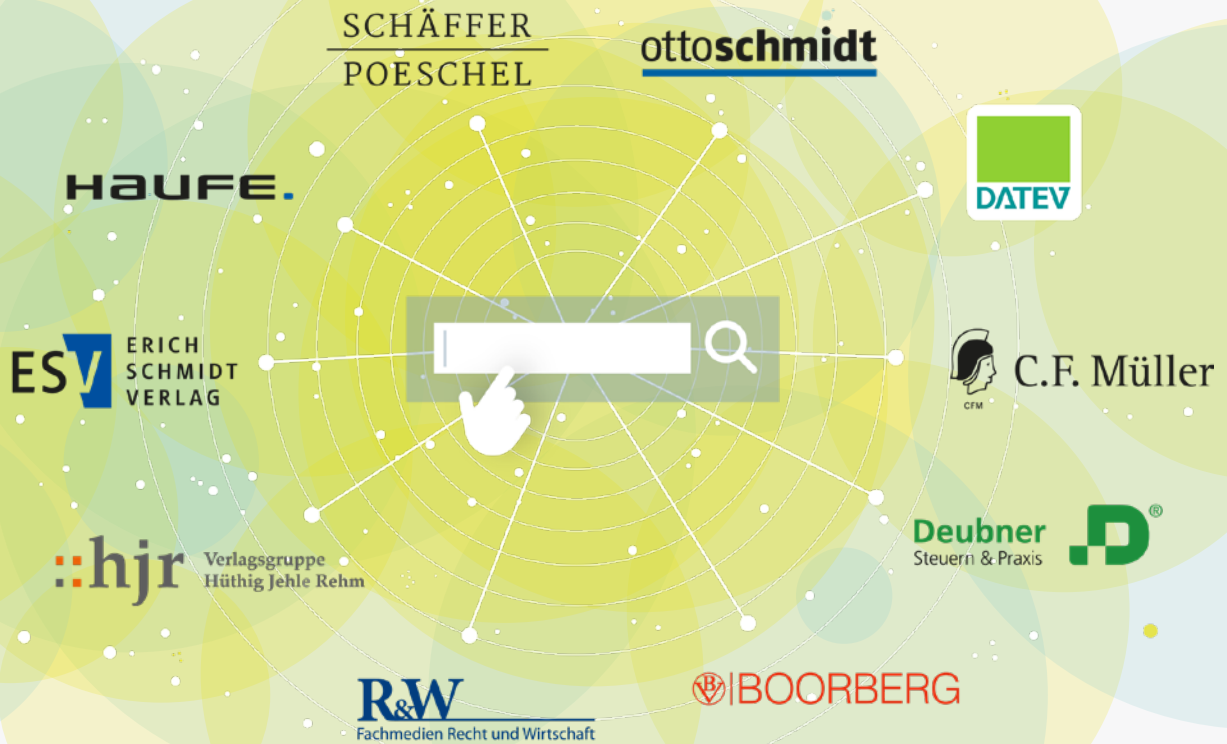 SCHÄFFER
POESCHEL
ottoschmidt
HAUFE.
DATEV
ESV
ERICH
SCHMIDT
VERLAG
CFM
C.F. Müller
Deubner
Steuern & Praxis
D®
::hjr
Verlagsgruppe
Hüthig Jehle Rehm
R&W
Fachmedien Recht und Wirtschaft
BV
BOORBERG